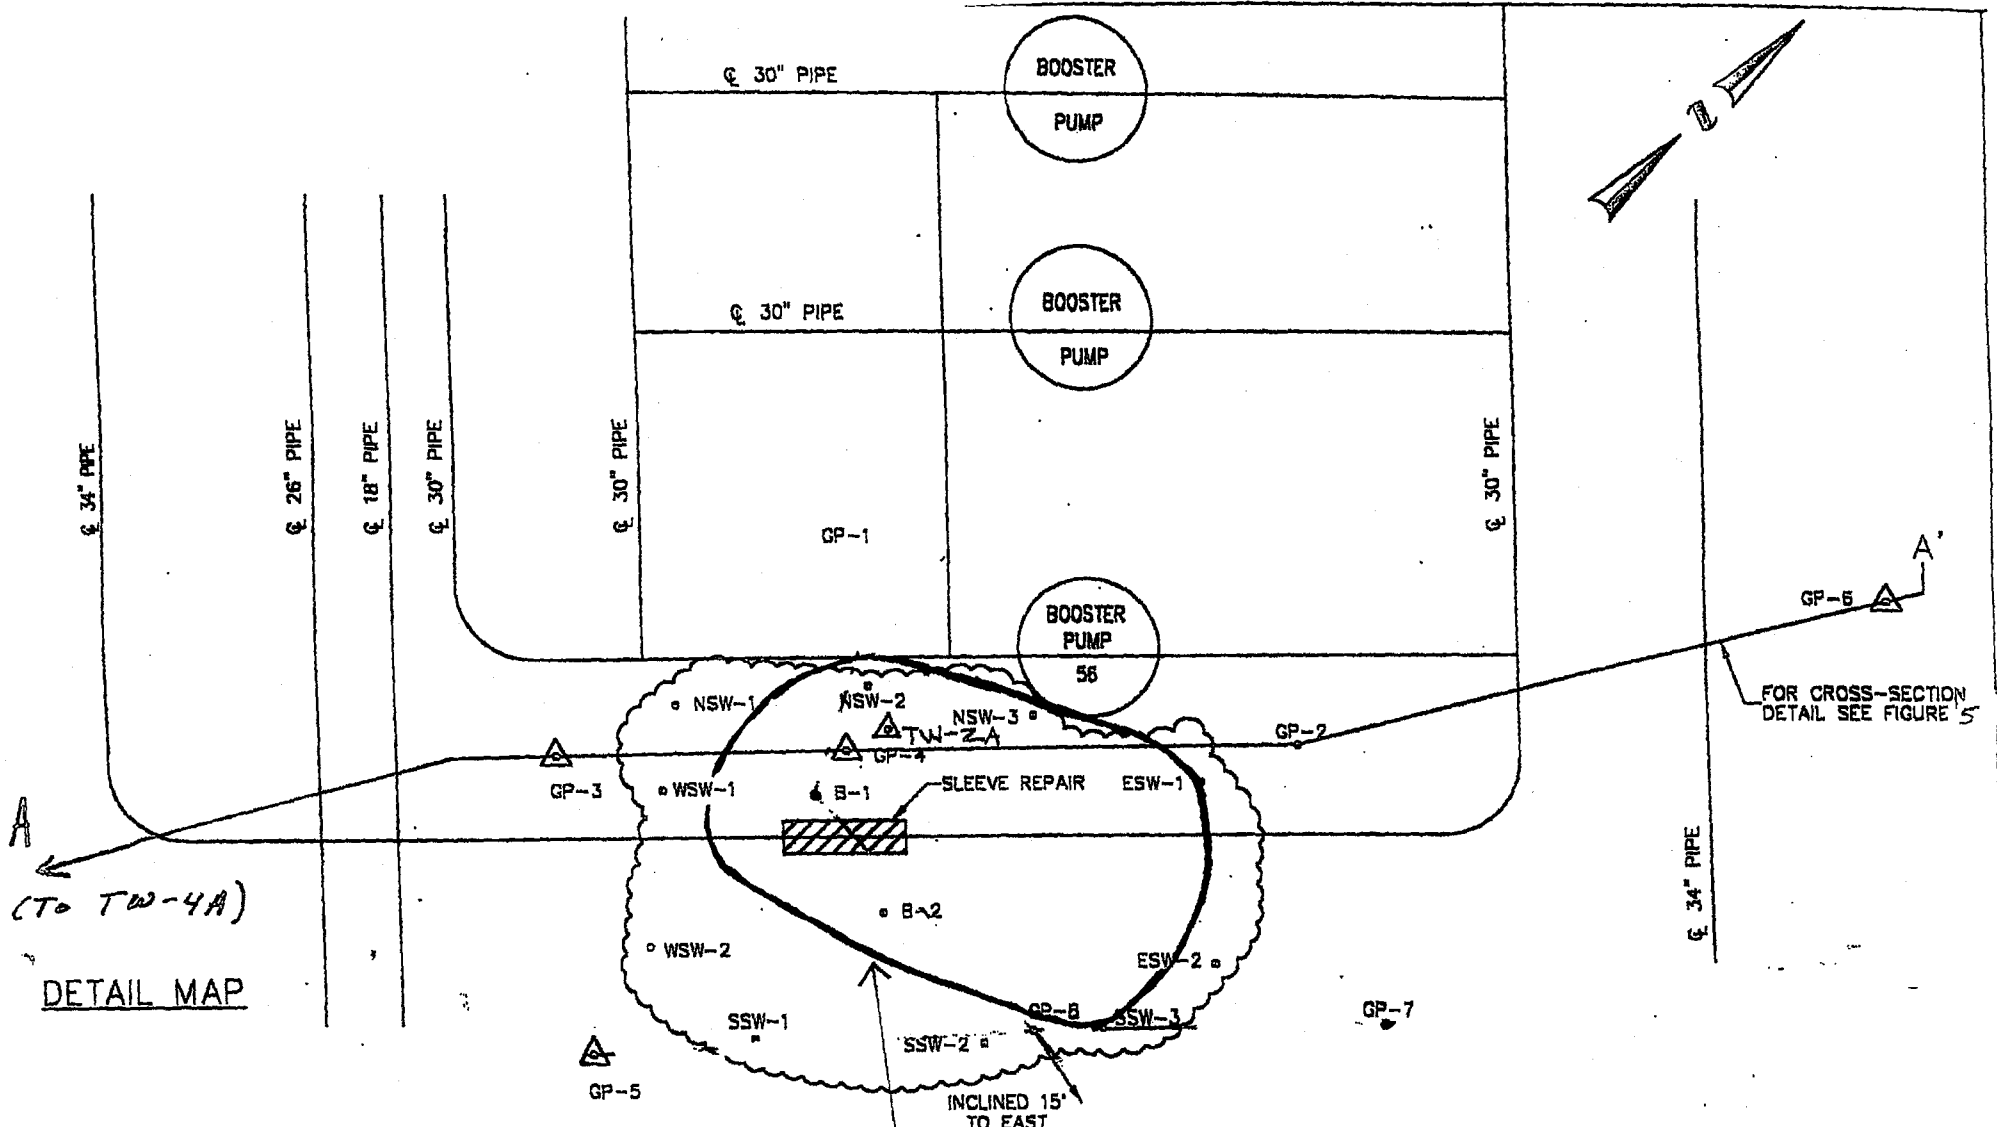 ℄ 30" PIPE
BOOSTER
PUMP
N
℄ 30" PIPE
BOOSTER
PUMP
℄ 34" PIPE
℄ 26" PIPE
℄ 18" PIPE
℄ 30" PIPE
℄ 30" PIPE
℄ 30" PIPE
GP-1
A'
GP-6
BOOSTER
PUMP
56
FOR CROSS-SECTION
DETAIL SEE FIGURE 5
NSW-1
NSW-2
NSW-3
TW-2A
GP-2
GP-4
GP-3
WSW-1
B-1
SLEEVE REPAIR
ESW-1
A
(To TW-4A)
℄ 34" PIPE
B-2
WSW-2
ESW-2
DETAIL MAP
GP-8
SSW-3
GP-7
SSW-1
SSW-2
GP-5
INCLINED 15°
TO EAST